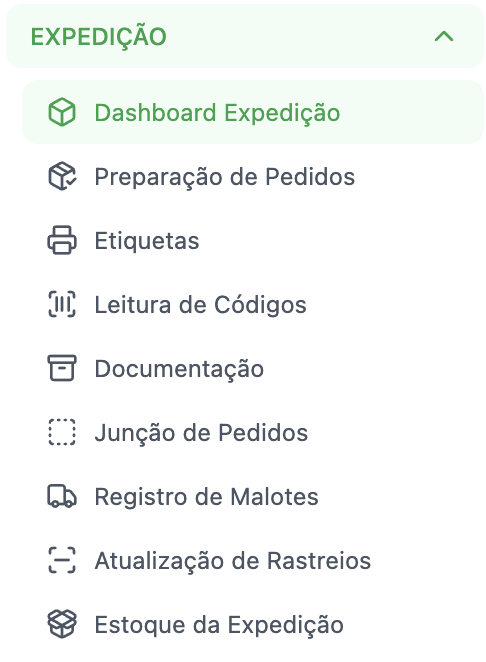 EXPEDIÇÃO
Dashboard Expedição
Preparação de Pedidos
Etiquetas
Leitura de Códigos
Documentação
Junção de Pedidos
Registro de Malotes
Atualização de Rastreios
Estoque da Expedição